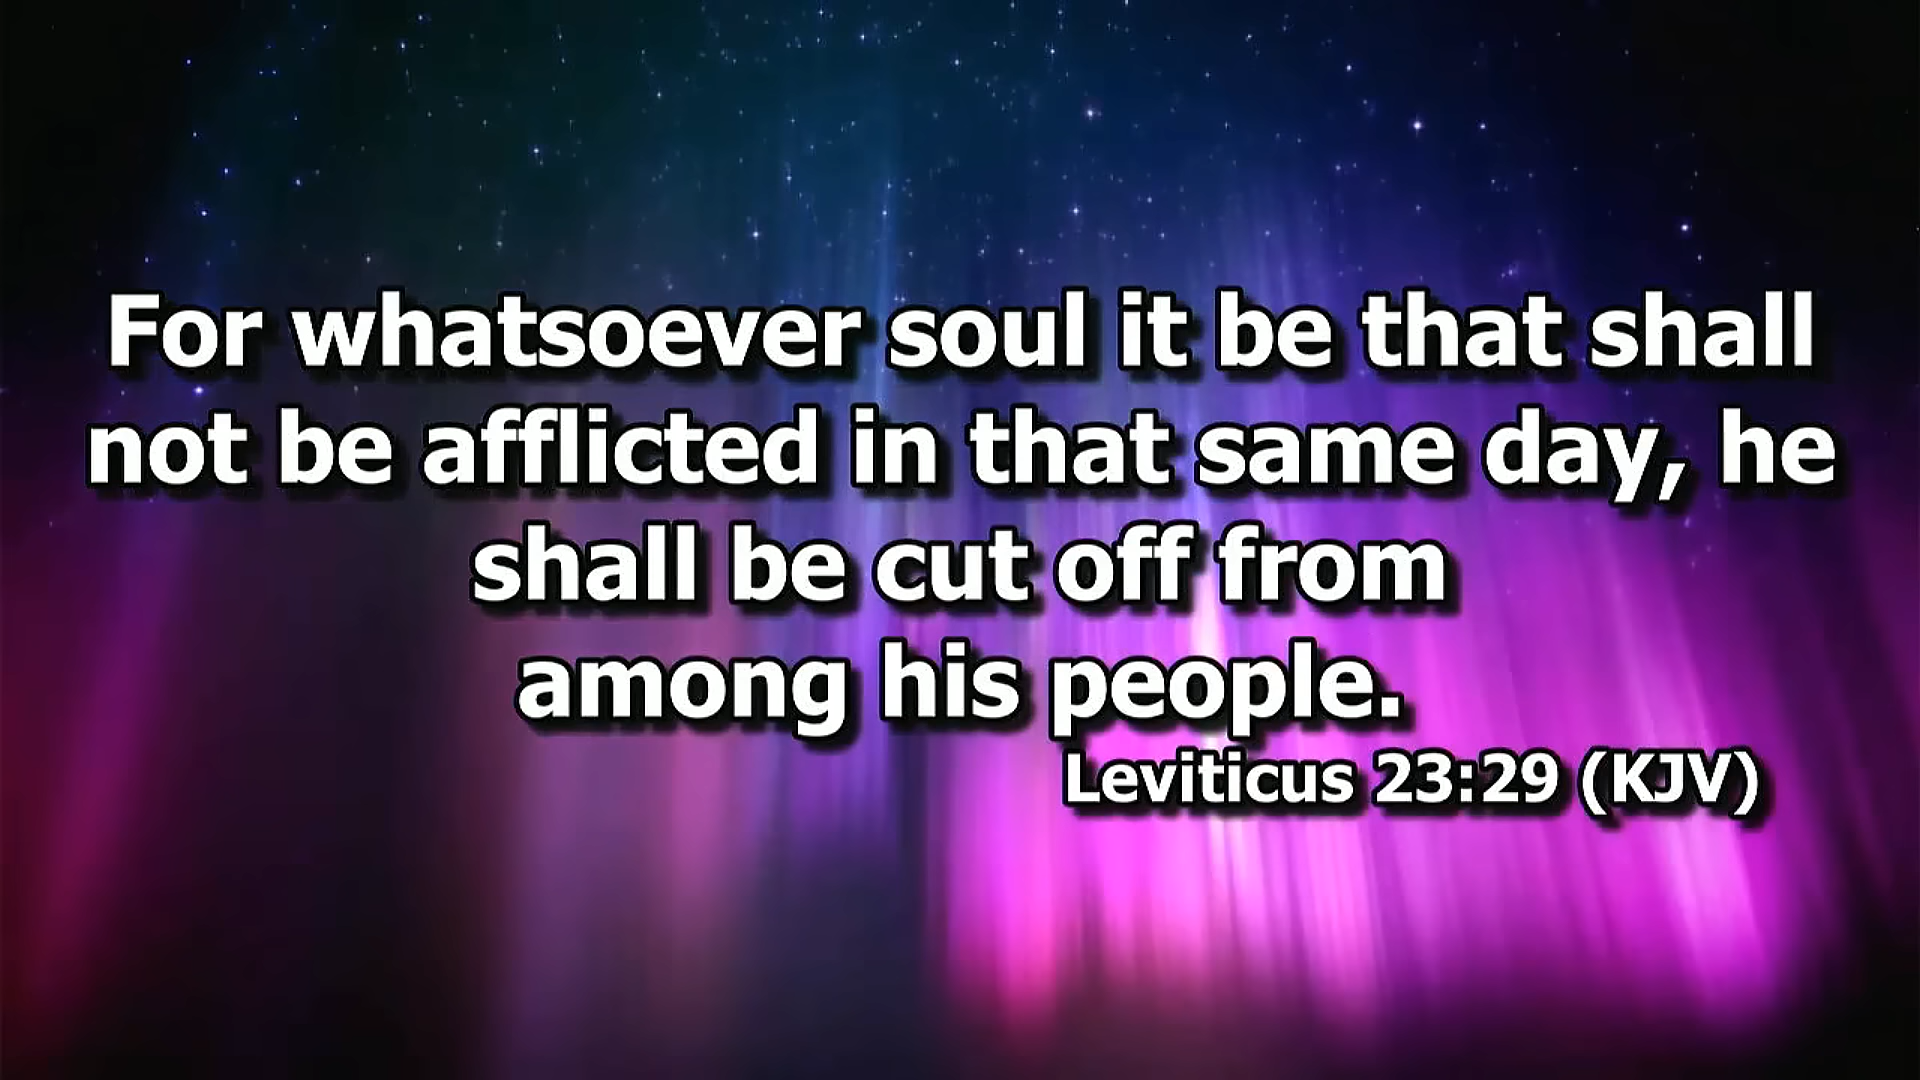 For whatsoever soul it be that shall
not be afflicted in that same day, he
shall be cut off from
among his people.
Leviticus 23:29 (KJV)